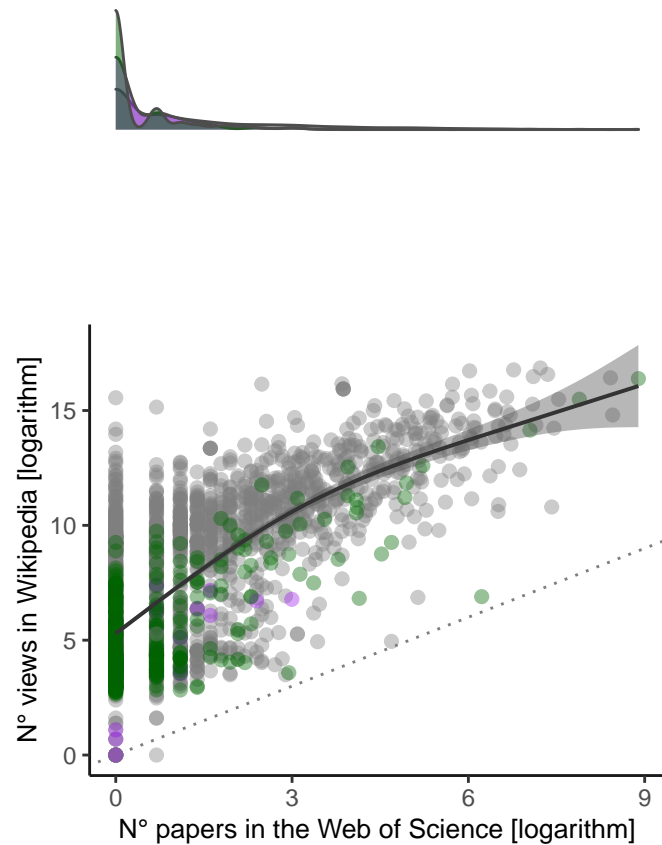 N° views in Wikipedia [logarithm]
15
10
5
0
0 3 6 9
N° papers in the Web of Science [logarithm]